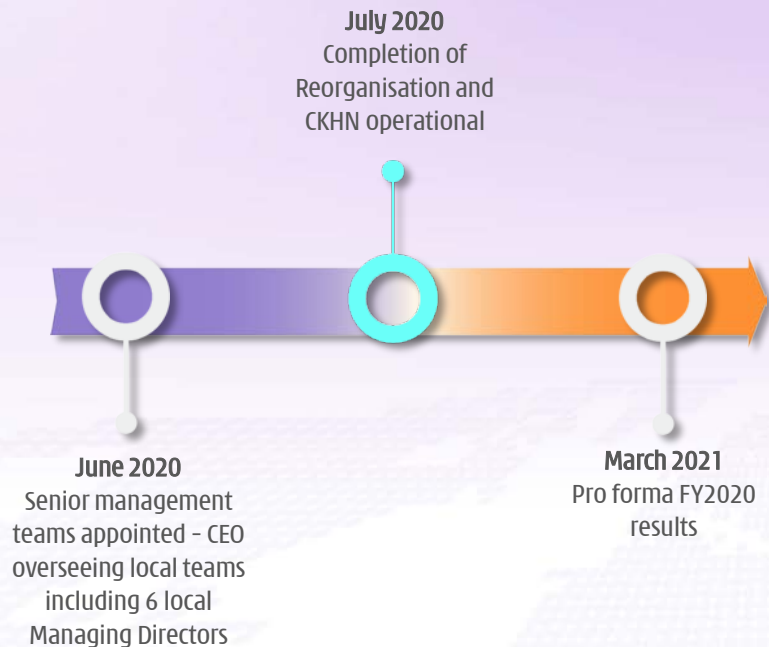 July 2020
Completion of
Reorganisation and
CKHN operational
June 2020
Senior management
teams appointed – CEO
overseeing local teams
including 6 local
Managing Directors
March 2021
Pro forma FY2020
results